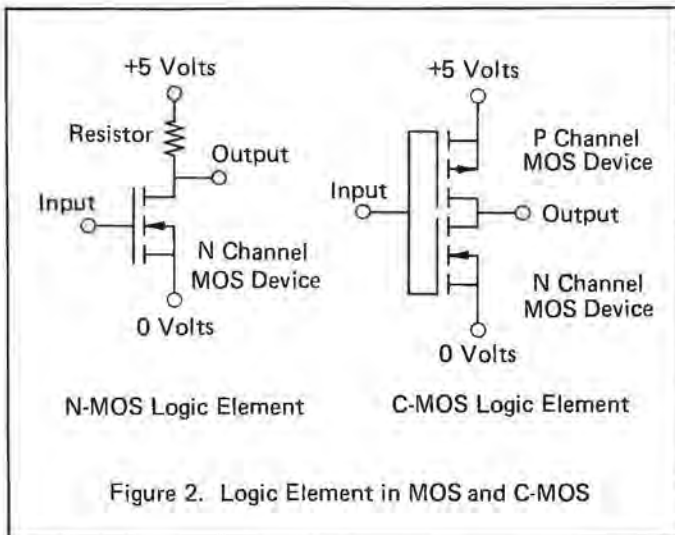 +5 Volts
Resistor
Output
Input
N Channel
MOS Device
0 Volts
N-MOS Logic Element
+5 Volts
P Channel
MOS Device
Input
Output
N Channel
MOS Device
0 Volts
C-MOS Logic Element
Figure 2. Logic Element in MOS and C-MOS